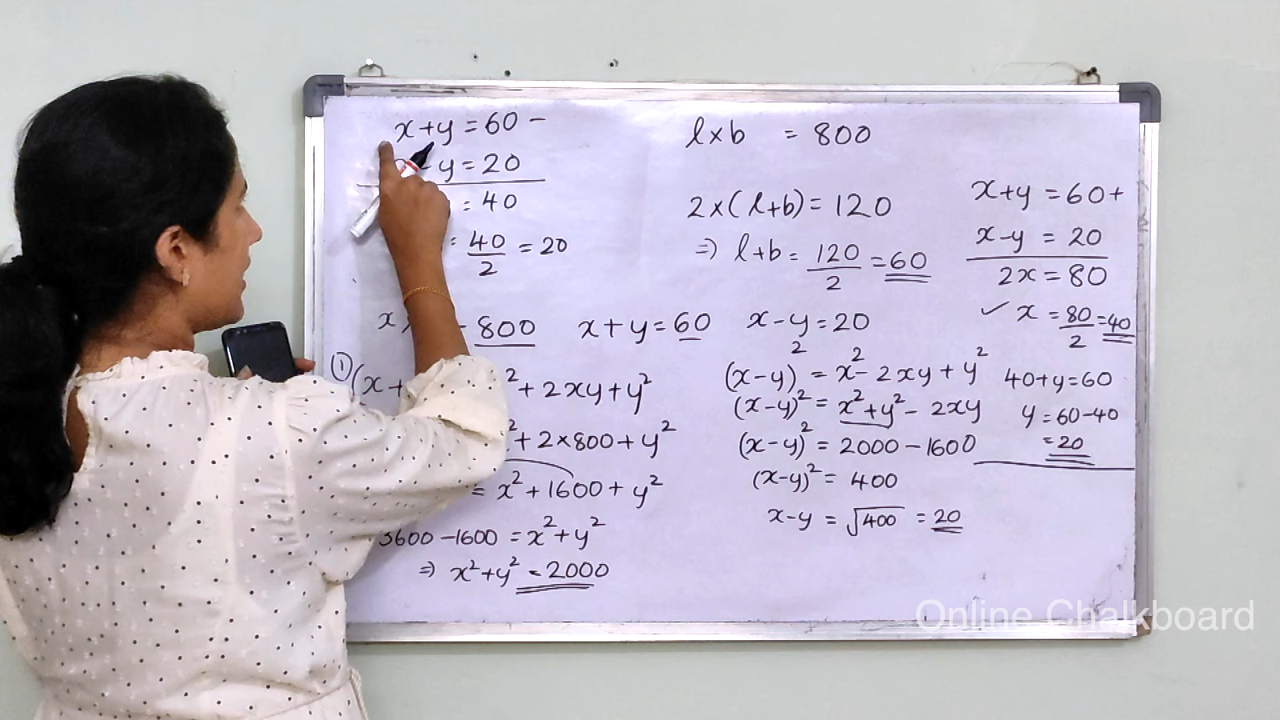 x+y = 60 -
- y = 20
: 40
= 40/2 = 20
l×b = 800
2×(l+b) = 120
⇒ l+b = 120/2 = 60
x+y = 60+
x-y = 20
2x = 80
✓ x = 80/2 = 40
40+y=60
y=60-40
=20
x 800 x+y = 60 x-y = 20
① (x+ ²+2xy+y²
²+2×800+y²
= x²+1600+y²
3600-1600 = x²+y²
⇒ x²+y² = 2000
(x-y)² = x²-2xy+y²
(x-y)² = x²+y²-2xy
(x-y)² = 2000-1600
(x-y)² = 400
x-y = √400 = 20
Online Chalkboard